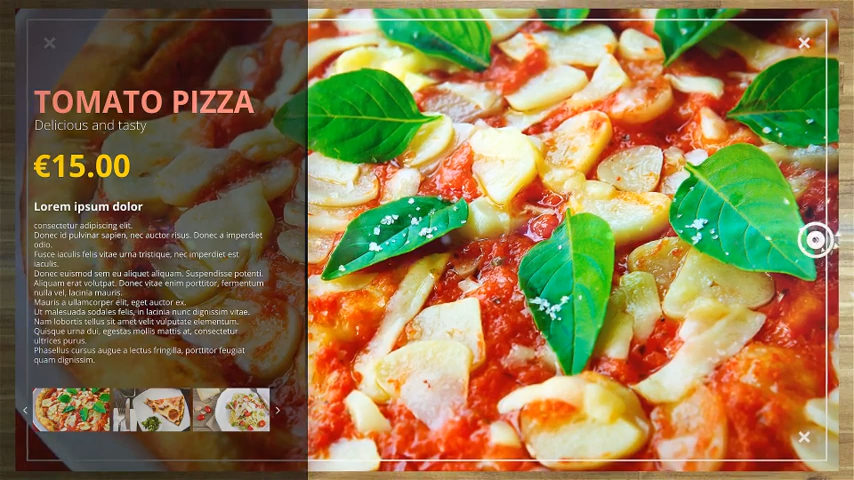 TOMATO PIZZA
Delicious and tasty
€15.00
Lorem ipsum dolor
consectetur adipiscing elit.
Donec id pulvinar sapien, nec auctor risus. Donec a imperdiet
odio.
Fusce iaculis felis vitae urna tristique, nec imperdiet est
iaculis.
Donec euismod sem eu aliquet aliquam. Suspendisse potenti.
Aliquam erat volutpat. Donec vitae enim porttitor, fermentum
nulla vel, lacinia mauris.
Mauris a ullamcorper elit, eget auctor ex.
Ut malesuada sodales felis, in lacinia nunc dignissim vitae.
Nam lobortis tellus sit amet velit vulputate elementum.
Quisque urna dui, egestas mollis mattis at, consectetur
ultrices purus.
Phasellus cursus augue a lectus fringilla, porttitor feugiat
quam dignissim.